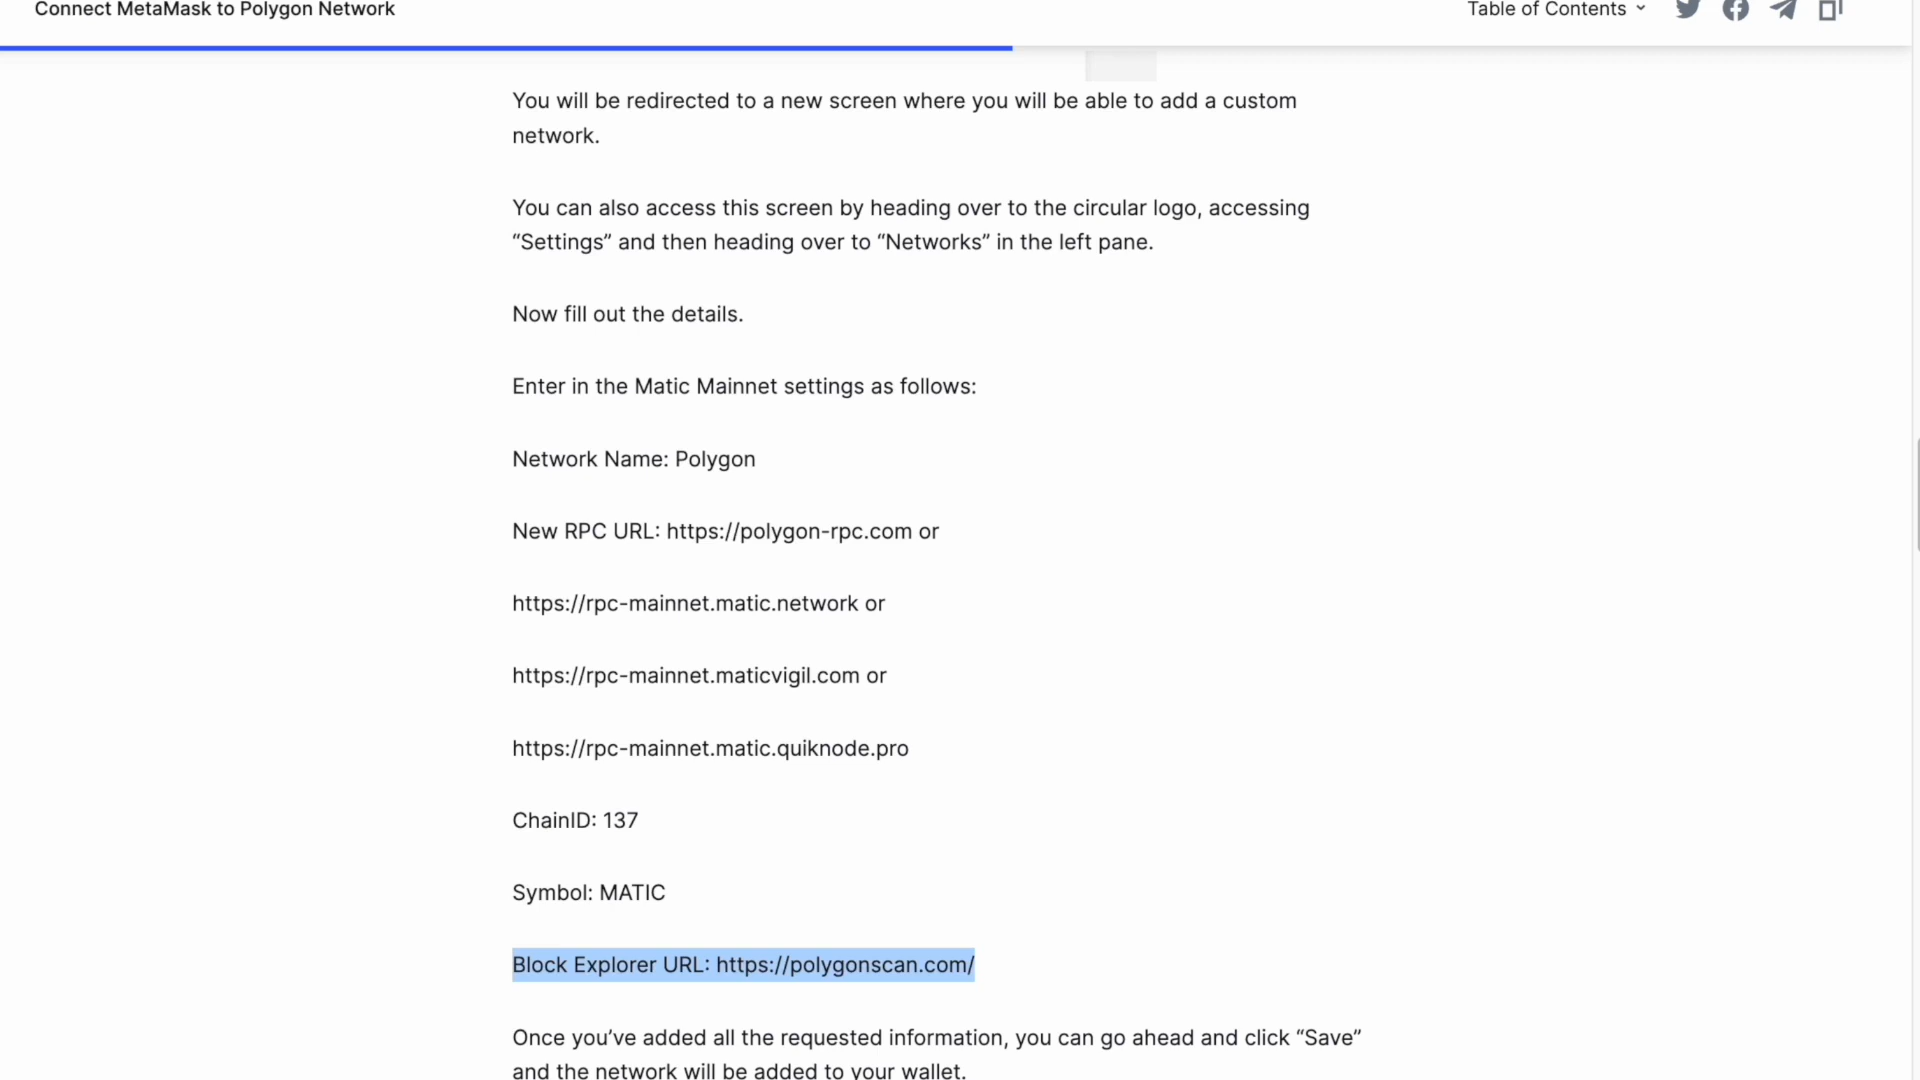 Connect MetaMask to Polygon Network
Table of Contents
You will be redirected to a new screen where you will be able to add a custom
network.
You can also access this screen by heading over to the circular logo, accessing
“Settings” and then heading over to “Networks” in the left pane.
Now fill out the details.
Enter in the Matic Mainnet settings as follows:
Network Name: Polygon
New RPC URL: https://polygon-rpc.com or
https://rpc-mainnet.matic.network or
https://rpc-mainnet.maticvigil.com or
https://rpc-mainnet.matic.quiknode.pro
ChainID: 137
Symbol: MATIC
Block Explorer URL: https://polygonscan.com/
Once you’ve added all the requested information, you can go ahead and click “Save”
and the network will be added to your wallet.